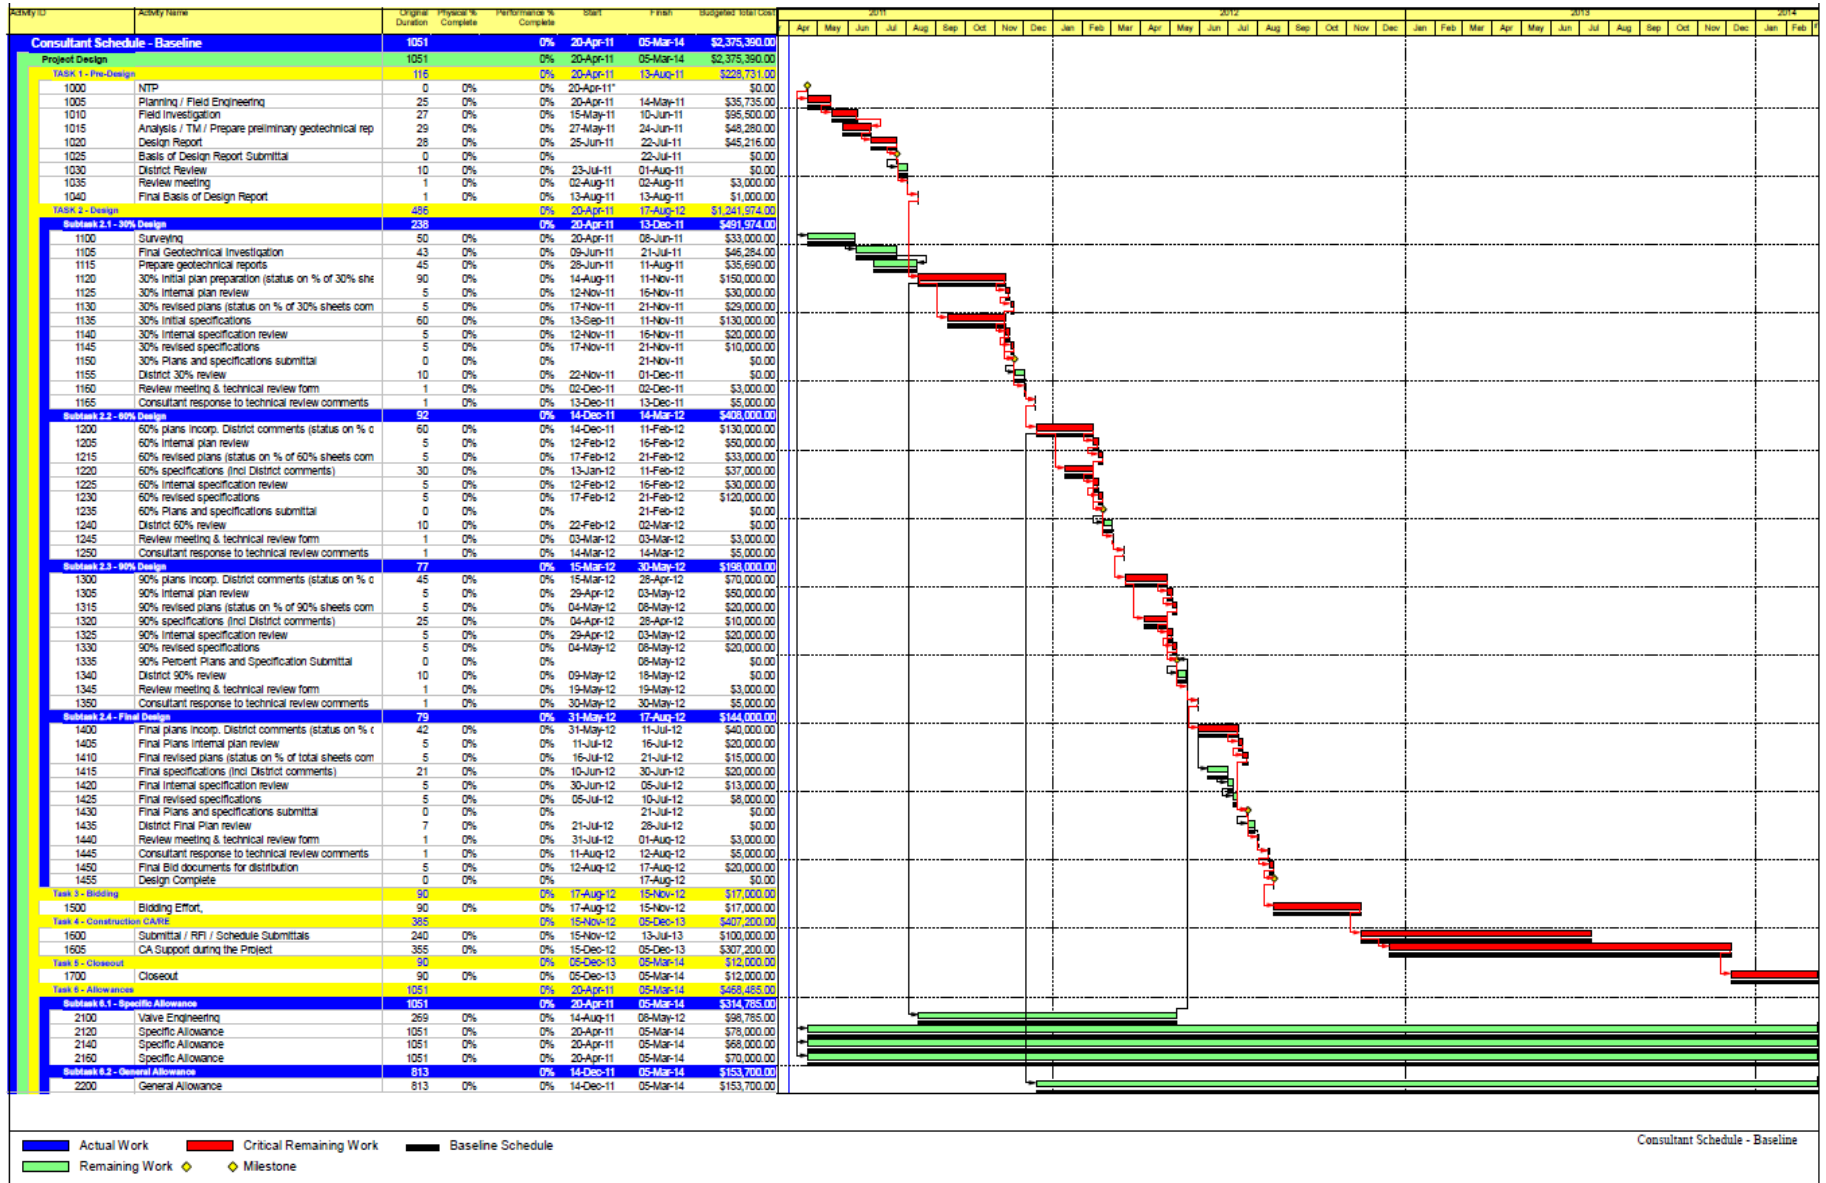 Activity ID Activity Name Original Duration Physical % Complete Performance % Complete Start Finish Budgeted Total Cost 2011 2012 2013 2014
Apr May Jun Jul Aug Sep Oct Nov Dec Jan Feb Mar Apr May Jun Jul Aug Sep Oct Nov Dec Jan Feb Mar Apr May Jun Jul Aug Sep Oct Nov Dec Jan Feb
Consultant Schedule - Baseline 1051 0% 20-Apr-11 05-Mar-14 $2,375,390.00
Project Design 1051 0% 20-Apr-11 05-Mar-14 $2,375,390.00
TASK 1 - Pre-Design 116 0% 20-Apr-11 13-Aug-11 $228,731.00
1000 NTP 0 0% 0% 20-Apr-11* $0.00
1005 Planning / Field Engineering 25 0% 0% 20-Apr-11 14-May-11 $35,735.00
1010 Field Investigation 27 0% 0% 15-May-11 10-Jun-11 $95,500.00
1015 Analysis / TM / Prepare preliminary geotechnical rep 29 0% 0% 27-May-11 24-Jun-11 $48,280.00
1020 Design Report 28 0% 0% 25-Jun-11 22-Jul-11 $45,216.00
1025 Basis of Design Report Submittal 0 0% 0% 22-Jul-11 $0.00
1030 District Review 10 0% 0% 23-Jul-11 01-Aug-11 $0.00
1035 Review meeting 1 0% 0% 02-Aug-11 02-Aug-11 $3,000.00
1040 Final Basis of Design Report 1 0% 0% 13-Aug-11 13-Aug-11 $1,000.00
TASK 2 - Design 486 0% 20-Apr-11 17-Aug-12 $1,241,974.00
Subtask 2.1 - 30% Design 238 0% 20-Apr-11 13-Dec-11 $491,974.00
1100 Surveying 50 0% 0% 20-Apr-11 08-Jun-11 $33,000.00
1105 Final Geotechnical Investigation 43 0% 0% 09-Jun-11 21-Jul-11 $46,284.00
1115 Prepare geotechnical reports 45 0% 0% 28-Jun-11 11-Aug-11 $35,690.00
1120 30% Initial plan preparation (status on % of 30% she 90 0% 0% 14-Aug-11 11-Nov-11 $150,000.00
1125 30% Internal plan review 5 0% 0% 12-Nov-11 16-Nov-11 $30,000.00
1130 30% revised plans (status on % of 30% sheets com 5 0% 0% 17-Nov-11 21-Nov-11 $29,000.00
1135 30% Initial specifications 60 0% 0% 13-Sep-11 11-Nov-11 $130,000.00
1140 30% Internal specification review 5 0% 0% 12-Nov-11 16-Nov-11 $20,000.00
1145 30% revised specifications 5 0% 0% 17-Nov-11 21-Nov-11 $10,000.00
1150 30% Plans and specifications submittal 0 0% 0% 21-Nov-11 $0.00
1155 District 30% review 10 0% 0% 22-Nov-11 01-Dec-11 $0.00
1160 Review meeting & technical review form 1 0% 0% 02-Dec-11 02-Dec-11 $3,000.00
1165 Consultant response to technical review comments 1 0% 0% 13-Dec-11 13-Dec-11 $5,000.00
Subtask 2.2 - 60% Design 92 0% 14-Dec-11 14-Mar-12 $408,000.00
1200 60% plans Incorp. District comments (status on % o 60 0% 0% 14-Dec-11 11-Feb-12 $130,000.00
1205 60% Internal plan review 5 0% 0% 12-Feb-12 16-Feb-12 $50,000.00
1215 60% revised plans (status on % of 60% sheets com 5 0% 0% 17-Feb-12 21-Feb-12 $33,000.00
1220 60% specifications (Incl District comments) 30 0% 0% 13-Jan-12 11-Feb-12 $37,000.00
1225 60% Internal specification review 5 0% 0% 12-Feb-12 16-Feb-12 $30,000.00
1230 60% revised specifications 5 0% 0% 17-Feb-12 21-Feb-12 $120,000.00
1235 60% Plans and specifications submittal 0 0% 0% 21-Feb-12 $0.00
1240 District 60% review 10 0% 0% 22-Feb-12 02-Mar-12 $0.00
1245 Review meeting & technical review form 1 0% 0% 03-Mar-12 03-Mar-12 $3,000.00
1250 Consultant response to technical review comments 1 0% 0% 14-Mar-12 14-Mar-12 $5,000.00
Subtask 2.3 - 90% Design 77 0% 15-Mar-12 30-May-12 $198,000.00
1300 90% plans Incorp. District comments (status on % o 45 0% 0% 15-Mar-12 28-Apr-12 $70,000.00
1305 90% Internal plan review 5 0% 0% 29-Apr-12 03-May-12 $50,000.00
1315 90% revised plans (status on % of 90% sheets com 5 0% 0% 04-May-12 08-May-12 $20,000.00
1320 90% specifications (Incl District comments) 25 0% 0% 04-Apr-12 28-Apr-12 $10,000.00
1325 90% Internal specification review 5 0% 0% 29-Apr-12 03-May-12 $20,000.00
1330 90% revised specifications 5 0% 0% 04-May-12 08-May-12 $20,000.00
1335 90% Percent Plans and Specification Submittal 0 0% 0% 08-May-12 $0.00
1340 District 90% review 10 0% 0% 09-May-12 18-May-12 $0.00
1345 Review meeting & technical review form 1 0% 0% 19-May-12 19-May-12 $3,000.00
1350 Consultant response to technical review comments 1 0% 0% 30-May-12 30-May-12 $5,000.00
Subtask 2.4 - Final Design 79 0% 31-May-12 17-Aug-12 $144,000.00
1400 Final plans Incorp. District comments (status on % c 42 0% 0% 31-May-12 11-Jul-12 $40,000.00
1405 Final Plans Internal plan review 5 0% 0% 11-Jul-12 16-Jul-12 $20,000.00
1410 Final revised plans (status on % of total sheets com 5 0% 0% 16-Jul-12 21-Jul-12 $15,000.00
1415 Final specifications (Incl District comments) 21 0% 0% 10-Jun-12 30-Jun-12 $20,000.00
1420 Final Internal specification review 5 0% 0% 30-Jun-12 05-Jul-12 $13,000.00
1425 Final revised specifications 5 0% 0% 05-Jul-12 10-Jul-12 $8,000.00
1430 Final Plans and specifications submittal 0 0% 0% 21-Jul-12 $0.00
1435 District Final Plan review 7 0% 0% 21-Jul-12 28-Jul-12 $0.00
1440 Review meeting & technical review form 1 0% 0% 31-Jul-12 01-Aug-12 $3,000.00
1445 Consultant response to technical review comments 1 0% 0% 11-Aug-12 12-Aug-12 $5,000.00
1450 Final Bid documents for distribution 5 0% 0% 12-Aug-12 17-Aug-12 $20,000.00
1455 Design Complete 0 0% 0% 17-Aug-12 $0.00
Task 3 - Bidding 90 0% 17-Aug-12 15-Nov-12 $17,000.00
1500 Bidding Effort, 90 0% 0% 17-Aug-12 15-Nov-12 $17,000.00
Task 4 - Construction CA/RE 385 0% 15-Nov-12 05-Dec-13 $407,200.00
1600 Submittal / RFI / Schedule Submittals 240 0% 0% 15-Nov-12 13-Jul-13 $100,000.00
1605 CA Support during the Project 355 0% 0% 15-Dec-12 05-Dec-13 $307,200.00
Task 5 - Closeout 90 0% 05-Dec-13 05-Mar-14 $12,000.00
1700 Closeout 90 0% 0% 05-Dec-13 05-Mar-14 $12,000.00
Task 6 - Allowances 1051 0% 20-Apr-11 05-Mar-14 $468,485.00
Subtask 6.1 - Specific Allowance 1051 0% 20-Apr-11 05-Mar-14 $314,785.00
2100 Valve Engineering 269 0% 0% 14-Aug-11 08-May-12 $98,785.00
2120 Specific Allowance 1051 0% 0% 20-Apr-11 05-Mar-14 $78,000.00
2140 Specific Allowance 1051 0% 0% 20-Apr-11 05-Mar-14 $68,000.00
2160 Specific Allowance 1051 0% 0% 20-Apr-11 05-Mar-14 $70,000.00
Subtask 6.2 - General Allowance 813 0% 14-Dec-11 05-Mar-14 $153,700.00
2200 General Allowance 813 0% 0% 14-Dec-11 05-Mar-14 $153,700.00
Actual Work Critical Remaining Work Baseline Schedule Consultant Schedule - Baseline
Remaining Work Milestone